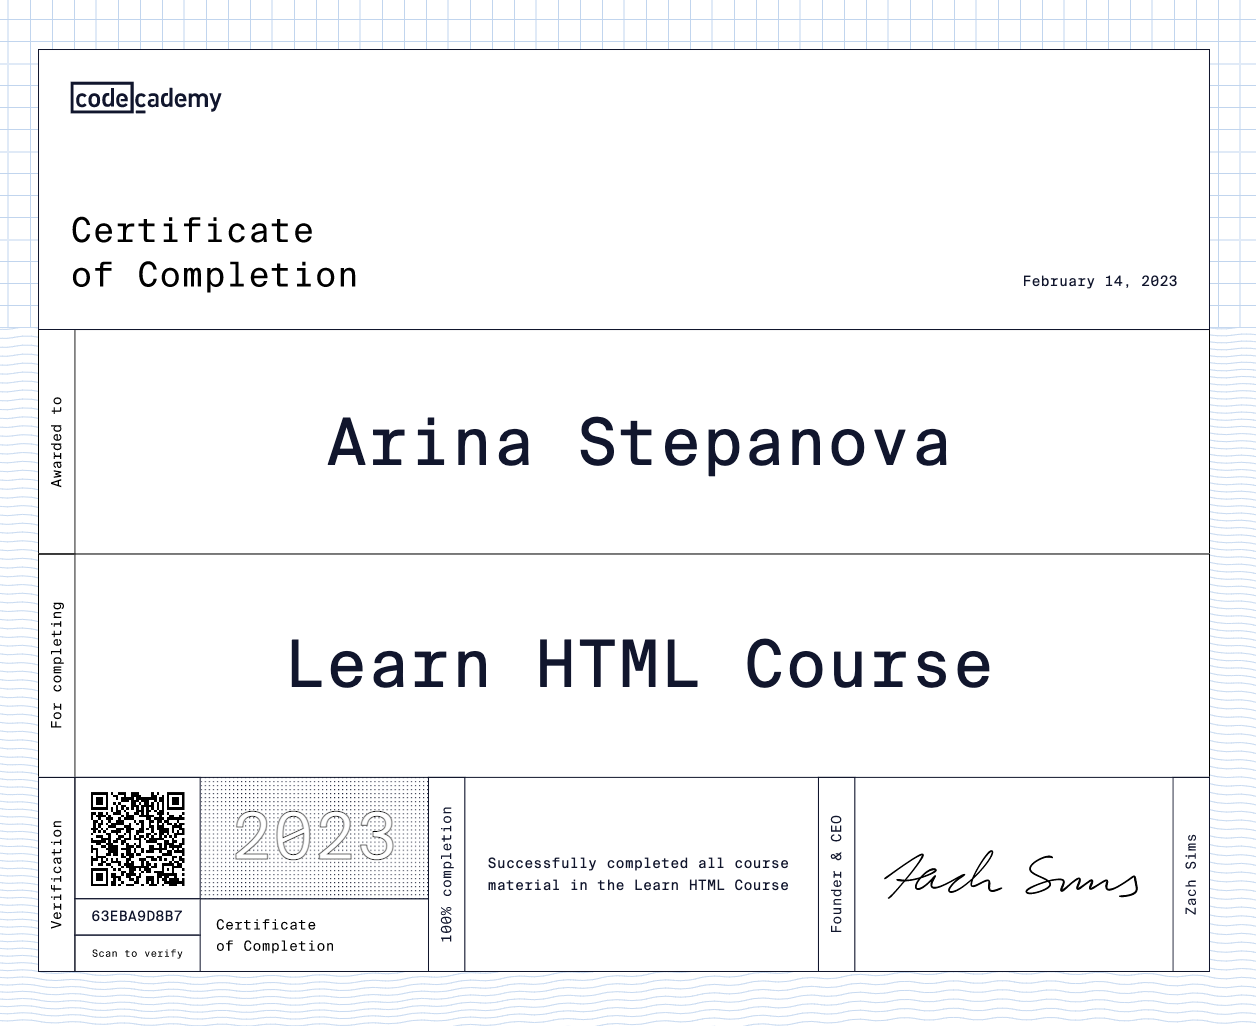 codecademy
Certificate
of Completion
February 14, 2023
Awarded to
Arina Stepanova
For completing
Learn HTML Course
Verification
63EBA9D8B7
Scan to verify
2023
Certificate
of Completion
100% completion
Successfully completed all course
material in the Learn HTML Course
Founder & CEO
Zach Sims
Zach Sims